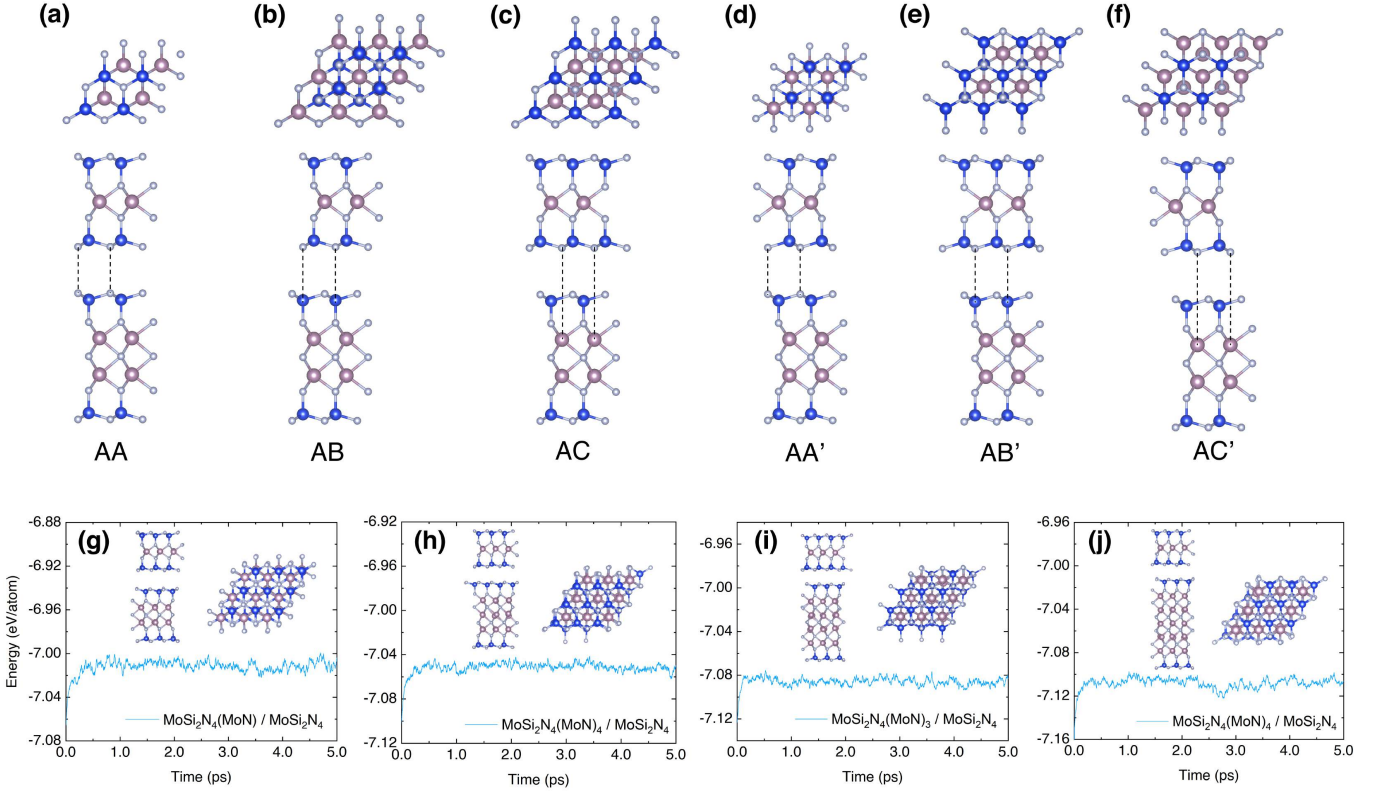 (a) (b) (c) (d) (e) (f)
AA AB AC AA’ AB’ AC’
(g)
-6.88
-6.92
-6.96
-7.00
-7.04
-7.08
Energy (eV/atom)
MoSi₂N₄(MoN) / MoSi₂N₄
0.0 1.0 2.0 3.0 4.0 5.0
Time (ps)
(h)
-6.92
-6.96
-7.00
-7.04
-7.08
-7.12
MoSi₂N₄(MoN)₄ / MoSi₂N₄
0.0 1.0 2.0 3.0 4.0 5.0
Time (ps)
(i)
-6.96
-7.00
-7.04
-7.08
-7.12
MoSi₂N₄(MoN)₃ / MoSi₂N₄
0.0 1.0 2.0 3.0 4.0 5.0
Time (ps)
(j)
-6.96
-7.00
-7.04
-7.08
-7.12
-7.16
MoSi₂N₄(MoN)₄ / MoSi₂N₄
0.0 1.0 2.0 3.0 4.0 5.0
Time (ps)